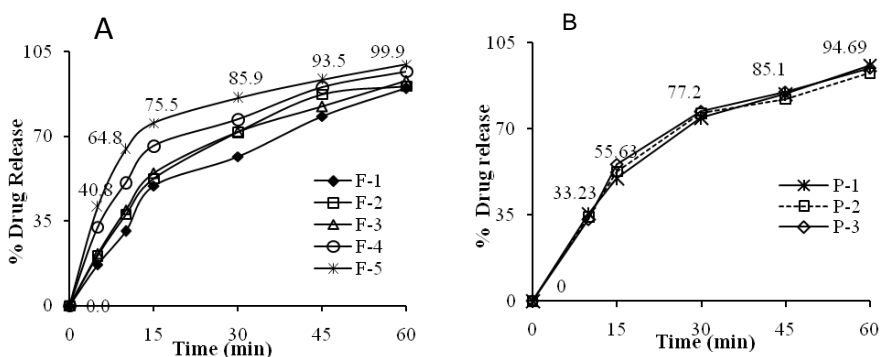 A
105
70
35
0
% Drug Release
0.0
40.8
64.8
75.5
85.9
93.5
99.9
F-1
F-2
F-3
F-4
F-5
0 15 30 45 60
Time (min)
B
105
70
35
0
% Drug release
0
33.23
55.63
77.2
85.1
94.69
P-1
P-2
P-3
0 15 30 45 60
Time (min)